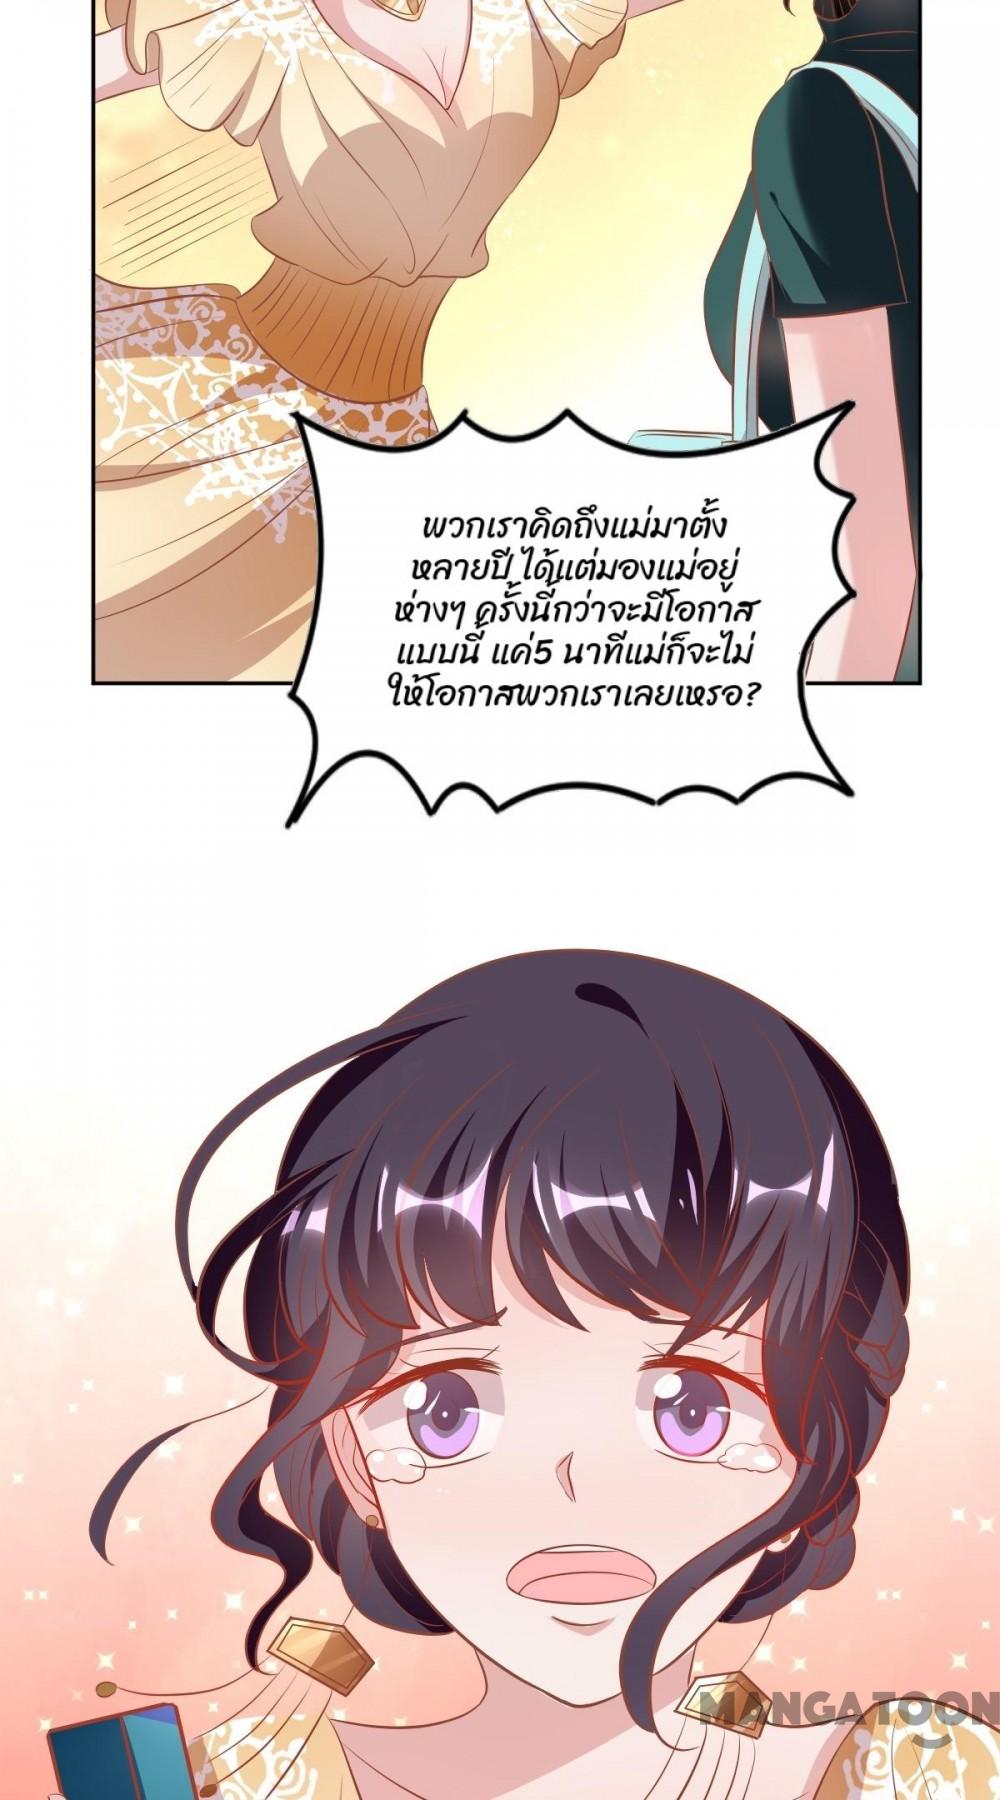 พวกเราคิดถึงแม่มาตั้ง
หลายปี ได้แต่มองแม่อยู่
ห่างๆ ครั้งนี้กว่าจะมีโอกาส
แบบนี้ แค่5 นาทีแม่ก็จะไม่
ให้โอกาสพวกเราเลยเหรอ?
MANGATOON